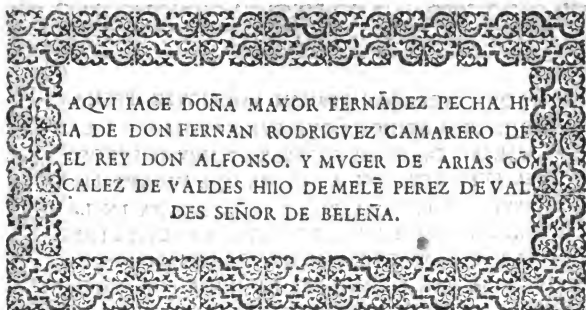 AQVI IACE DOÑA MAYOR FERNÃDEZ PECHA HI
IA DE DON FERNAN RODRIGVEZ CAMARERO DE
EL REY DON ALFONSO. Y MVGER DE ARIAS GÕ
CALEZ DE VALDES HIIO DE MELẼ PEREZ DE VAL
DES SEÑOR DE BELEÑA.